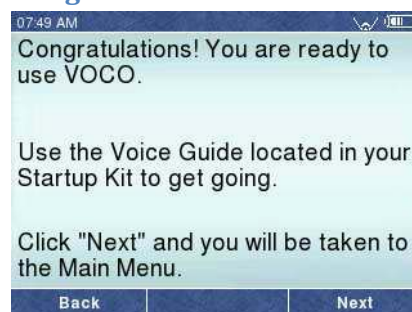 07:49 AM
Congratulations! You are ready to
use VOCO.
Use the Voice Guide located in your
Startup Kit to get going.
Click "Next" and you will be taken to
the Main Menu.
Back Next